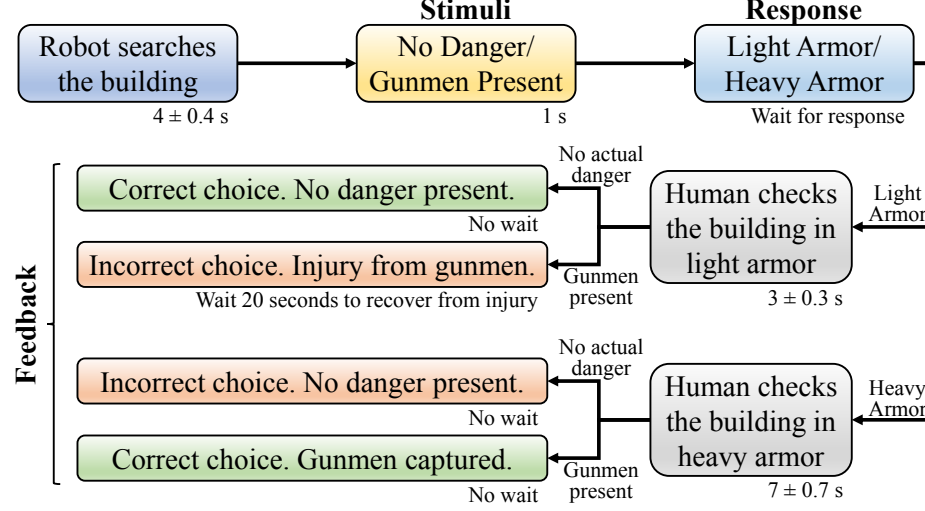 Stimuli
Response
Robot searches
the building
4 ± 0.4 s
No Danger/
Gunmen Present
1 s
Light Armor/
Heavy Armor
Wait for response
Feedback
Correct choice. No danger present.
No wait
Incorrect choice. Injury from gunmen.
Wait 20 seconds to recover from injury
No actual
danger
Gunmen
present
Human checks
the building in
light armor
3 ± 0.3 s
Light
Armor
Incorrect choice. No danger present.
No wait
Correct choice. Gunmen captured.
No wait
No actual
danger
Gunmen
present
Human checks
the building in
heavy armor
7 ± 0.7 s
Heavy
Armor